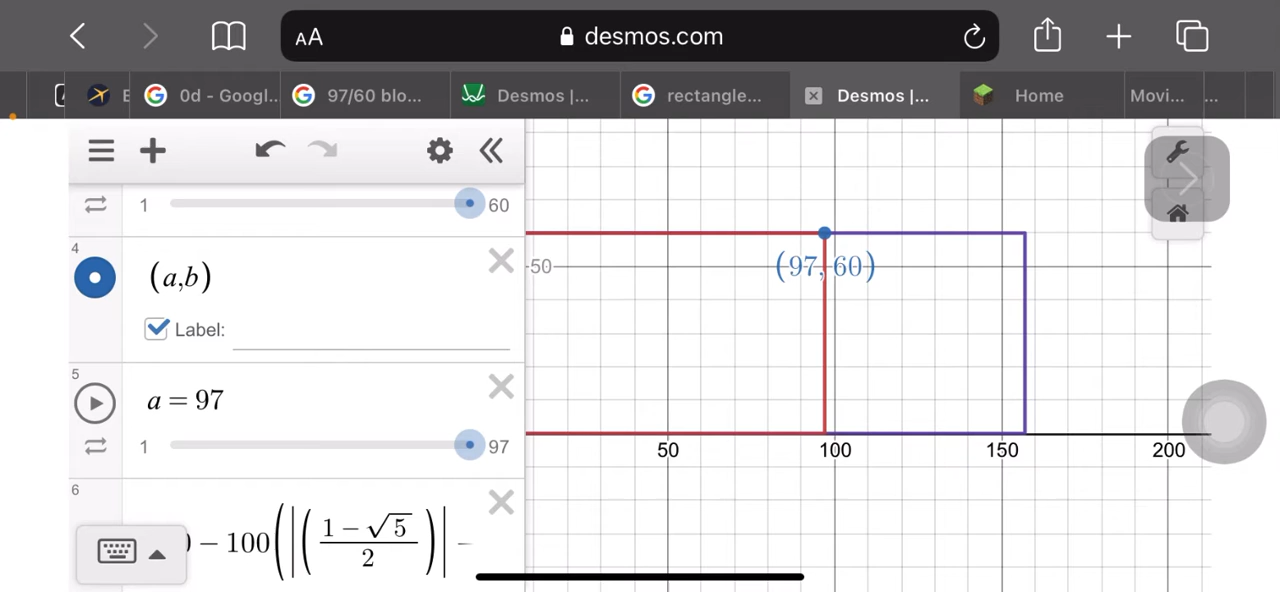 AA desmos.com
E 0d - Googl... 97/60 blo... Desmos |... rectangle... Desmos |... Home Movi... ...
1 60
4 (a,b)
Label:
5 a = 97
1 97
6
− 100(|((1 − √5)/2)| −
(97, 60)
50
50 100 150 200